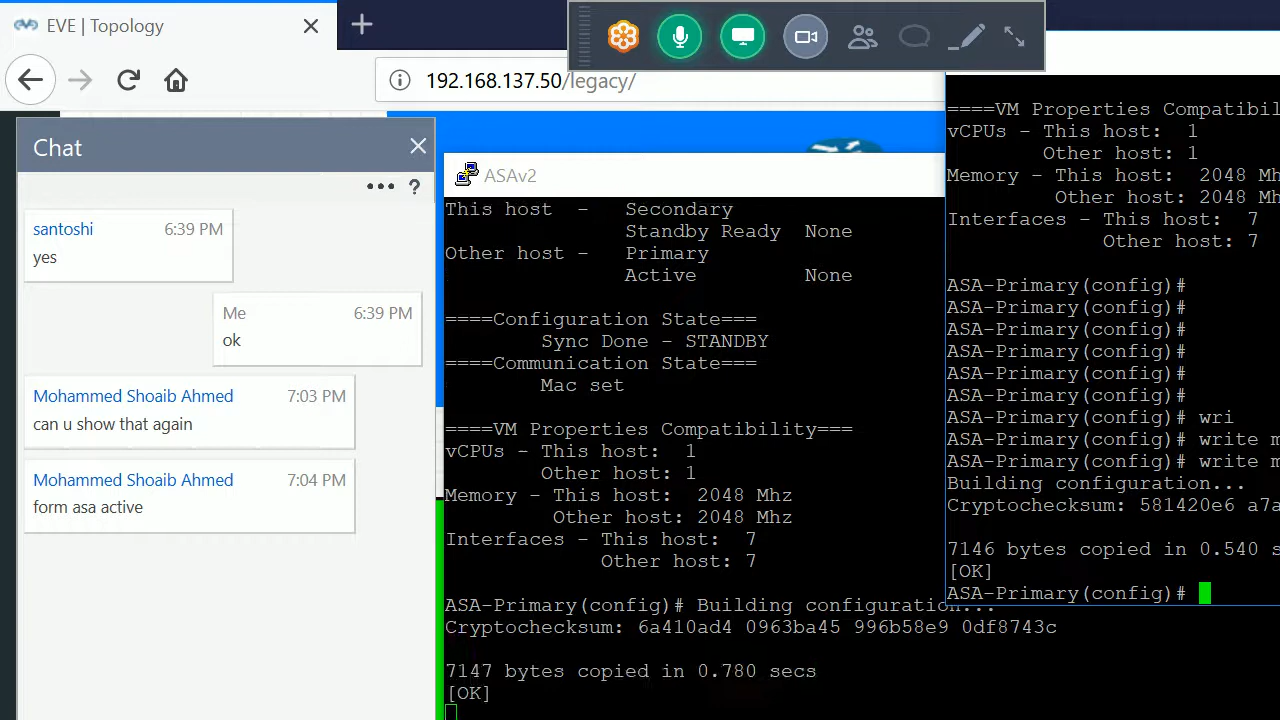 EVE | Topology
192.168.137.50/legacy/
Chat
santoshi 6:39 PM
yes
Me 6:39 PM
ok
Mohammed Shoaib Ahmed 7:03 PM
can u show that again
Mohammed Shoaib Ahmed 7:04 PM
form asa active
ASAv2
This host - Secondary
Standby Ready None
Other host - Primary
Active None
====Configuration State===
Sync Done - STANDBY
====Communication State===
Mac set
====VM Properties Compatibility===
vCPUs - This host: 1
Other host: 1
Memory - This host: 2048 Mhz
Other host: 2048 Mhz
Interfaces - This host: 7
Other host: 7
ASA-Primary(config)# Building configuration...
Cryptochecksum: 6a410ad4 0963ba45 996b58e9 0df8743c
7147 bytes copied in 0.780 secs
[OK]
====VM Properties Compatibil
vCPUs - This host: 1
Other host: 1
Memory - This host: 2048 Mhz
Other host: 2048 Mhz
Interfaces - This host: 7
Other host: 7
ASA-Primary(config)#
ASA-Primary(config)#
ASA-Primary(config)#
ASA-Primary(config)#
ASA-Primary(config)#
ASA-Primary(config)#
ASA-Primary(config)# wri
ASA-Primary(config)# write m
ASA-Primary(config)# write m
Building configuration...
Cryptochecksum: 581420e6 a7a
7146 bytes copied in 0.540 s
[OK]
ASA-Primary(config)#